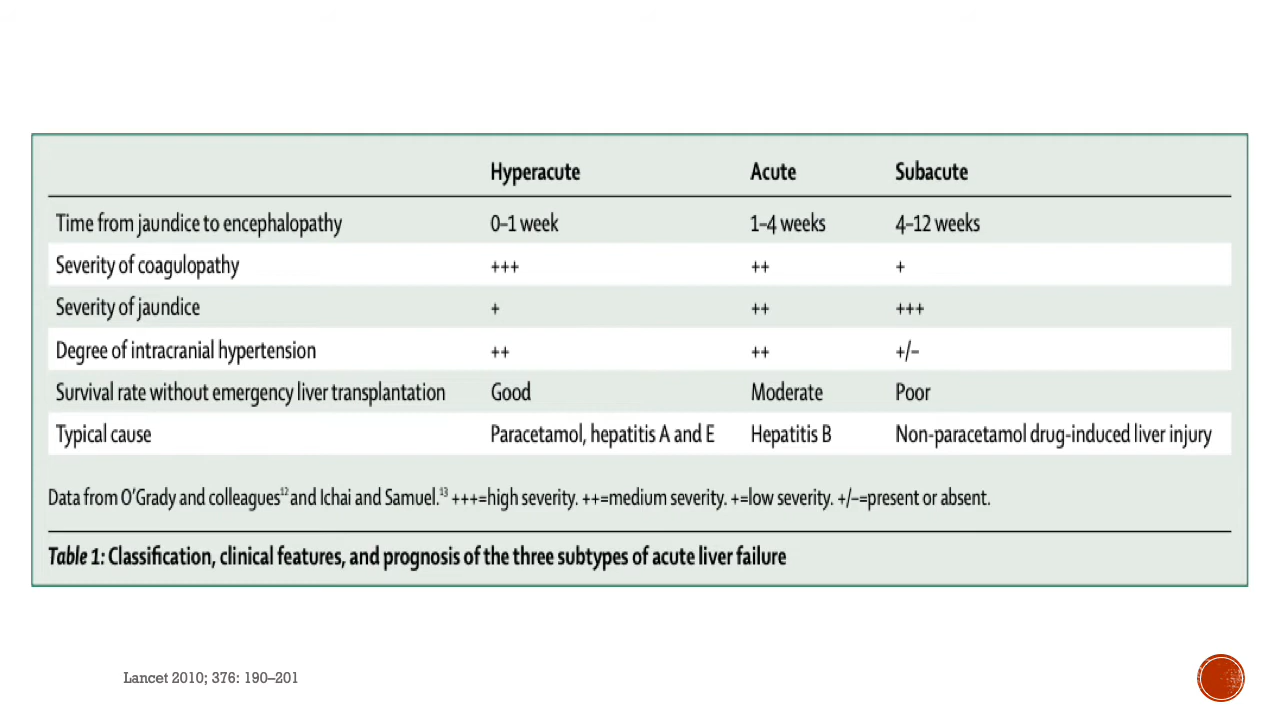 Hyperacute Acute Subacute
Time from jaundice to encephalopathy 0–1 week 1–4 weeks 4–12 weeks
Severity of coagulopathy +++ ++ +
Severity of jaundice + ++ +++
Degree of intracranial hypertension ++ ++ +/–
Survival rate without emergency liver transplantation Good Moderate Poor
Typical cause Paracetamol, hepatitis A and E Hepatitis B Non-paracetamol drug-induced liver injury
Data from O’Grady and colleagues¹² and Ichai and Samuel.¹³ +++=high severity. ++=medium severity. +=low severity. +/–=present or absent.
Table 1: Classification, clinical features, and prognosis of the three subtypes of acute liver failure
Lancet 2010; 376: 190–201